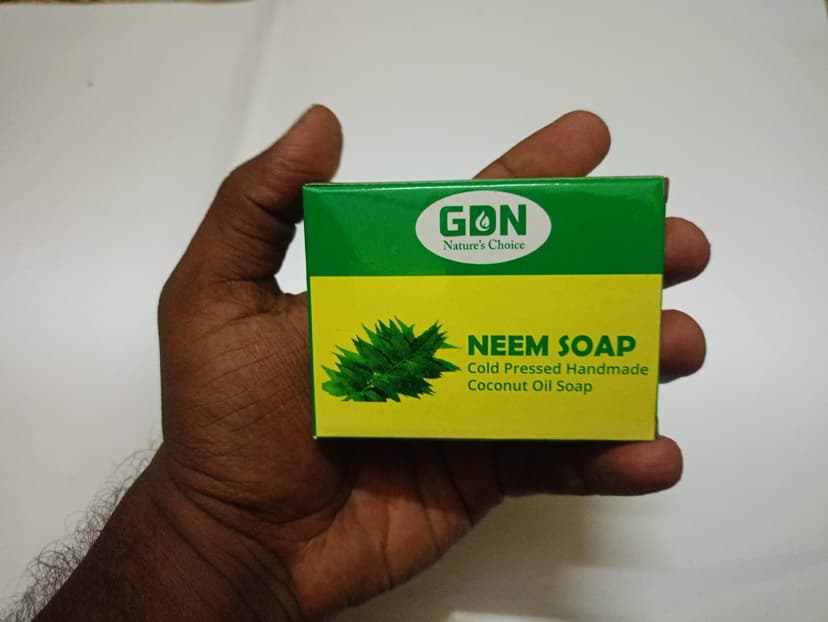 GDN
Nature's Choice
NEEM SOAP
Cold Pressed Handmade
Coconut Oil Soap